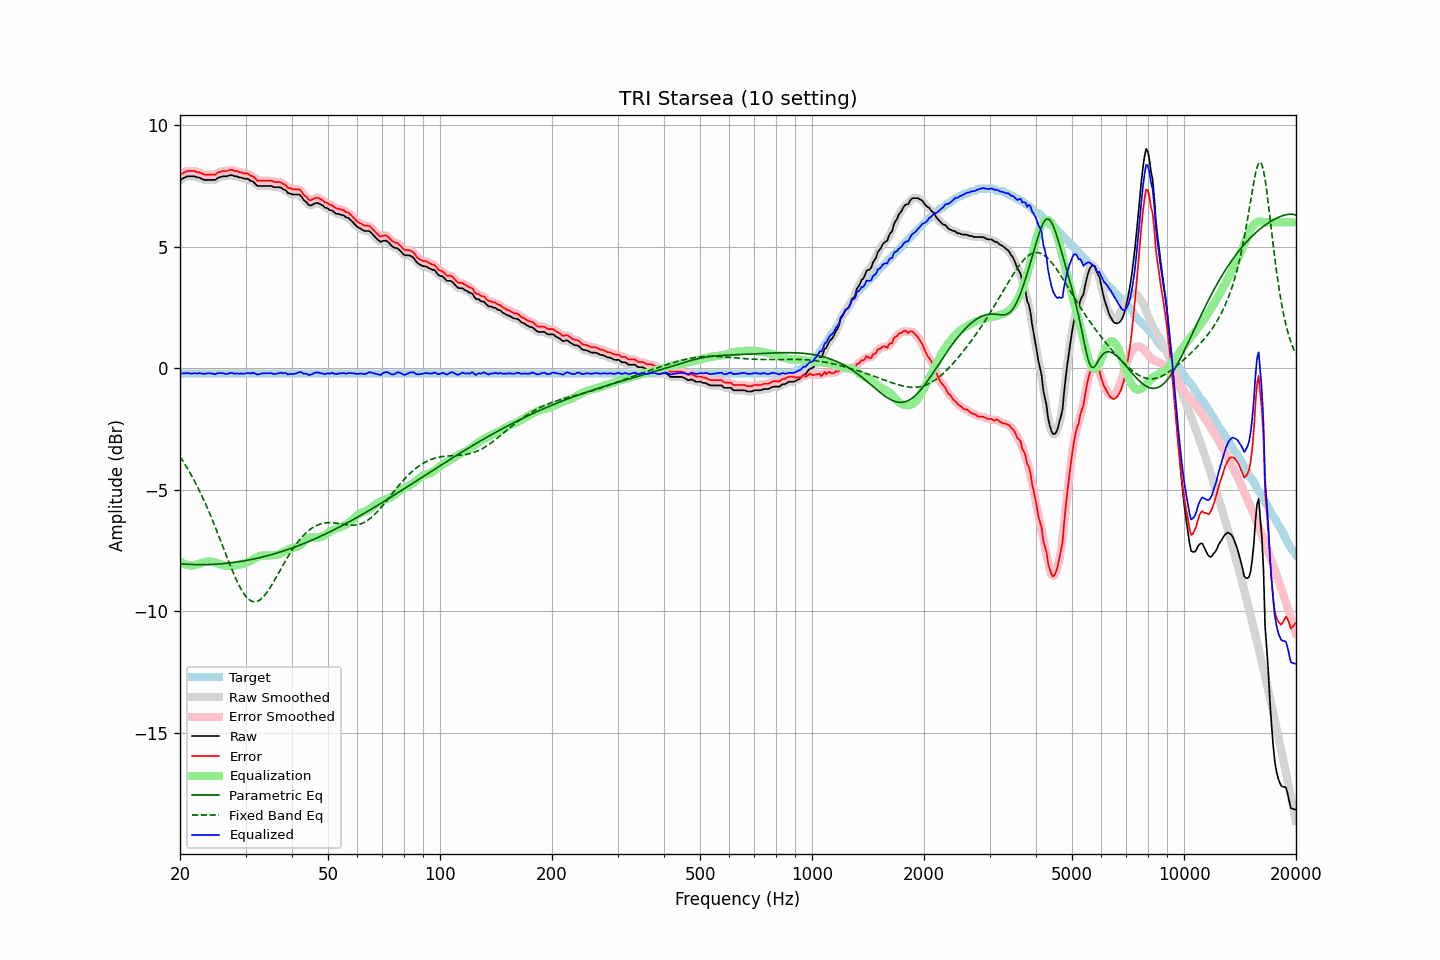 TRI Starsea (10 setting)
10
5
0
−5
−10
−15
Amplitude (dBr)
Target
Raw Smoothed
Error Smoothed
Raw
Error
Equalization
Parametric Eq
Fixed Band Eq
Equalized
20 50 100 200 500 1000 2000 5000 10000 20000
Frequency (Hz)